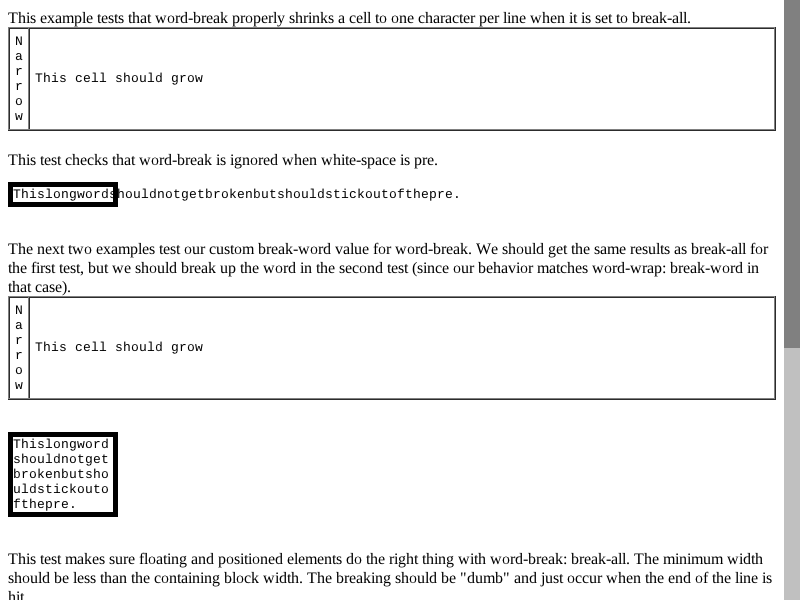 This example tests that word-break properly shrinks a cell to one character per line when it is set to break-all.
N
a
r
r
o
w
This cell should grow
This test checks that word-break is ignored when white-space is pre.
Thislongwordshouldnotgetbrokenbutshouldstickoutofthepre.
The next two examples test our custom break-word value for word-break. We should get the same results as break-all for
the first test, but we should break up the word in the second test (since our behavior matches word-wrap: break-word in
that case).
N
a
r
r
o
w
This cell should grow
Thislongword
shouldnotget
brokenbutsho
uldstickouto
fthepre.
This test makes sure floating and positioned elements do the right thing with word-break: break-all. The minimum width
should be less than the containing block width. The breaking should be "dumb" and just occur when the end of the line is
hit.